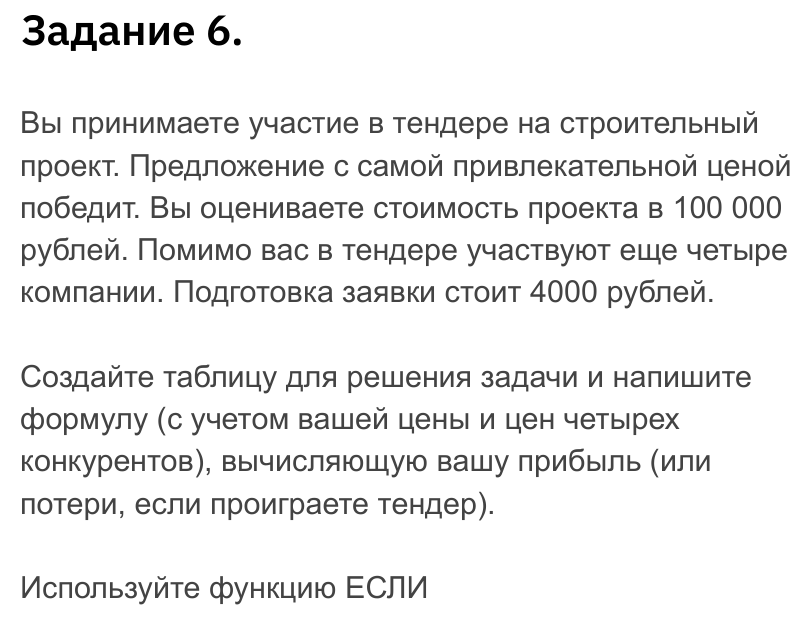 Задание 6.
Вы принимаете участие в тендере на строительный
проект. Предложение с самой привлекательной ценой
победит. Вы оцениваете стоимость проекта в 100 000
рублей. Помимо вас в тендере участвуют еще четыре
компании. Подготовка заявки стоит 4000 рублей.
Создайте таблицу для решения задачи и напишите
формулу (с учетом вашей цены и цен четырех
конкурентов), вычисляющую вашу прибыль (или
потери, если проиграете тендер).
Используйте функцию ЕСЛИ